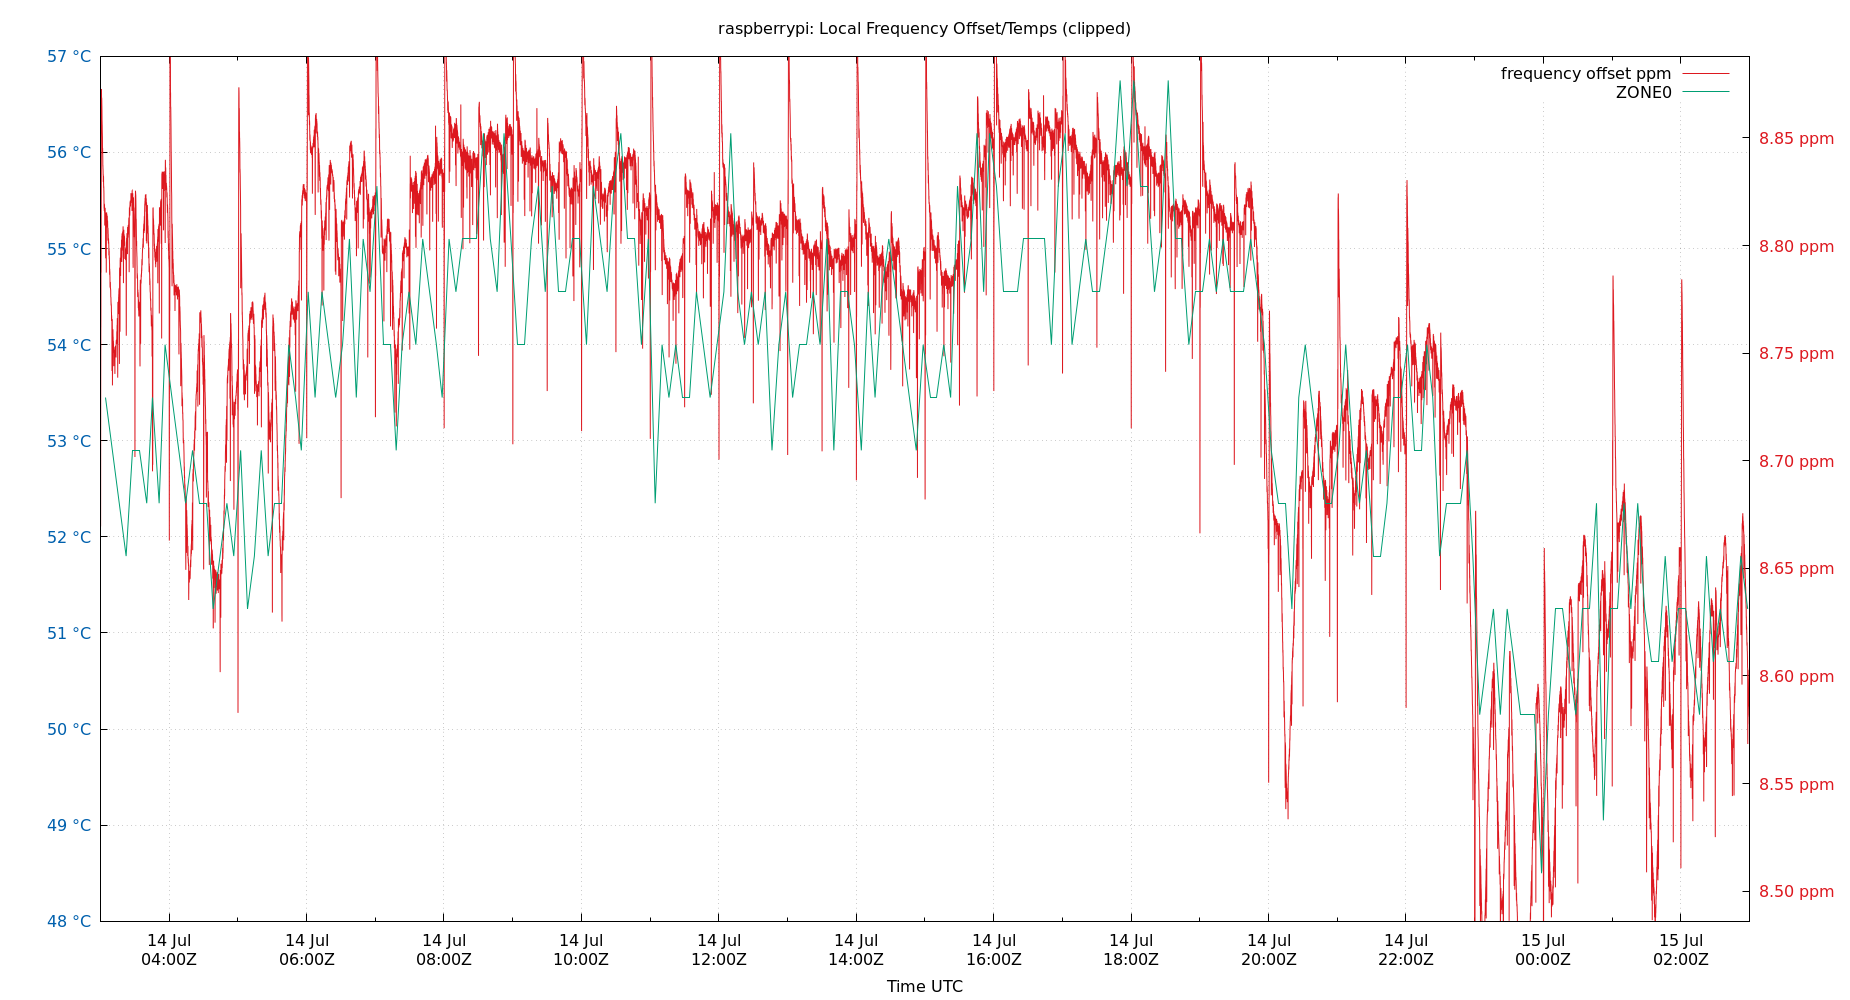 raspberrypi: Local Frequency Offset/Temps (clipped)
57 °C
56 °C
55 °C
54 °C
53 °C
52 °C
51 °C
50 °C
49 °C
48 °C
frequency offset ppm
ZONE0
8.85 ppm
8.80 ppm
8.75 ppm
8.70 ppm
8.65 ppm
8.60 ppm
8.55 ppm
8.50 ppm
14 Jul 14 Jul 14 Jul 14 Jul 14 Jul 14 Jul 14 Jul 14 Jul 14 Jul 14 Jul 15 Jul 15 Jul
04:00Z 06:00Z 08:00Z 10:00Z 12:00Z 14:00Z 16:00Z 18:00Z 20:00Z 22:00Z 00:00Z 02:00Z
Time UTC